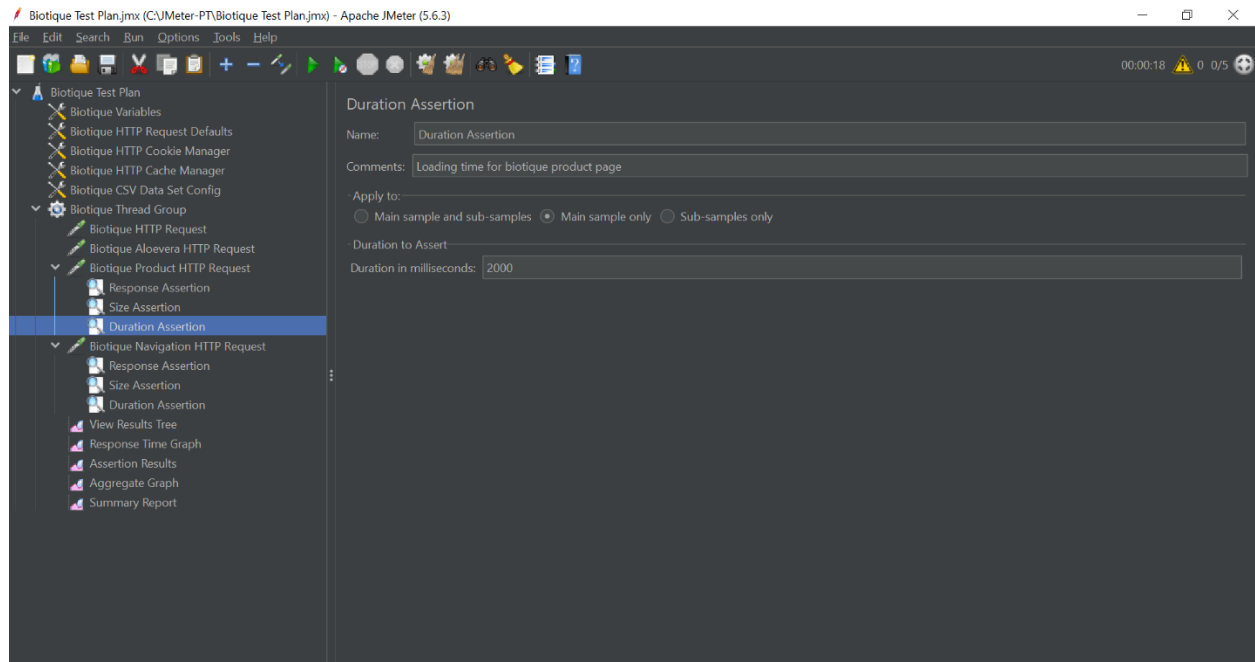 Biotique Test Plan.jmx (C:\JMeter-PT\Biotique Test Plan.jmx) - Apache JMeter (5.6.3)
File Edit Search Run Options Tools Help
00:00:18 0 0/5
Biotique Test Plan
Biotique Variables
Biotique HTTP Request Defaults
Biotique HTTP Cookie Manager
Biotique HTTP Cache Manager
Biotique CSV Data Set Config
Biotique Thread Group
Biotique HTTP Request
Biotique Aloevera HTTP Request
Biotique Product HTTP Request
Response Assertion
Size Assertion
Duration Assertion
Biotique Navigation HTTP Request
Response Assertion
Size Assertion
Duration Assertion
View Results Tree
Response Time Graph
Assertion Results
Aggregate Graph
Summary Report
Duration Assertion
Name: Duration Assertion
Comments: Loading time for biotique product page
Apply to:
Main sample and sub-samples Main sample only Sub-samples only
Duration to Assert
Duration in milliseconds: 2000